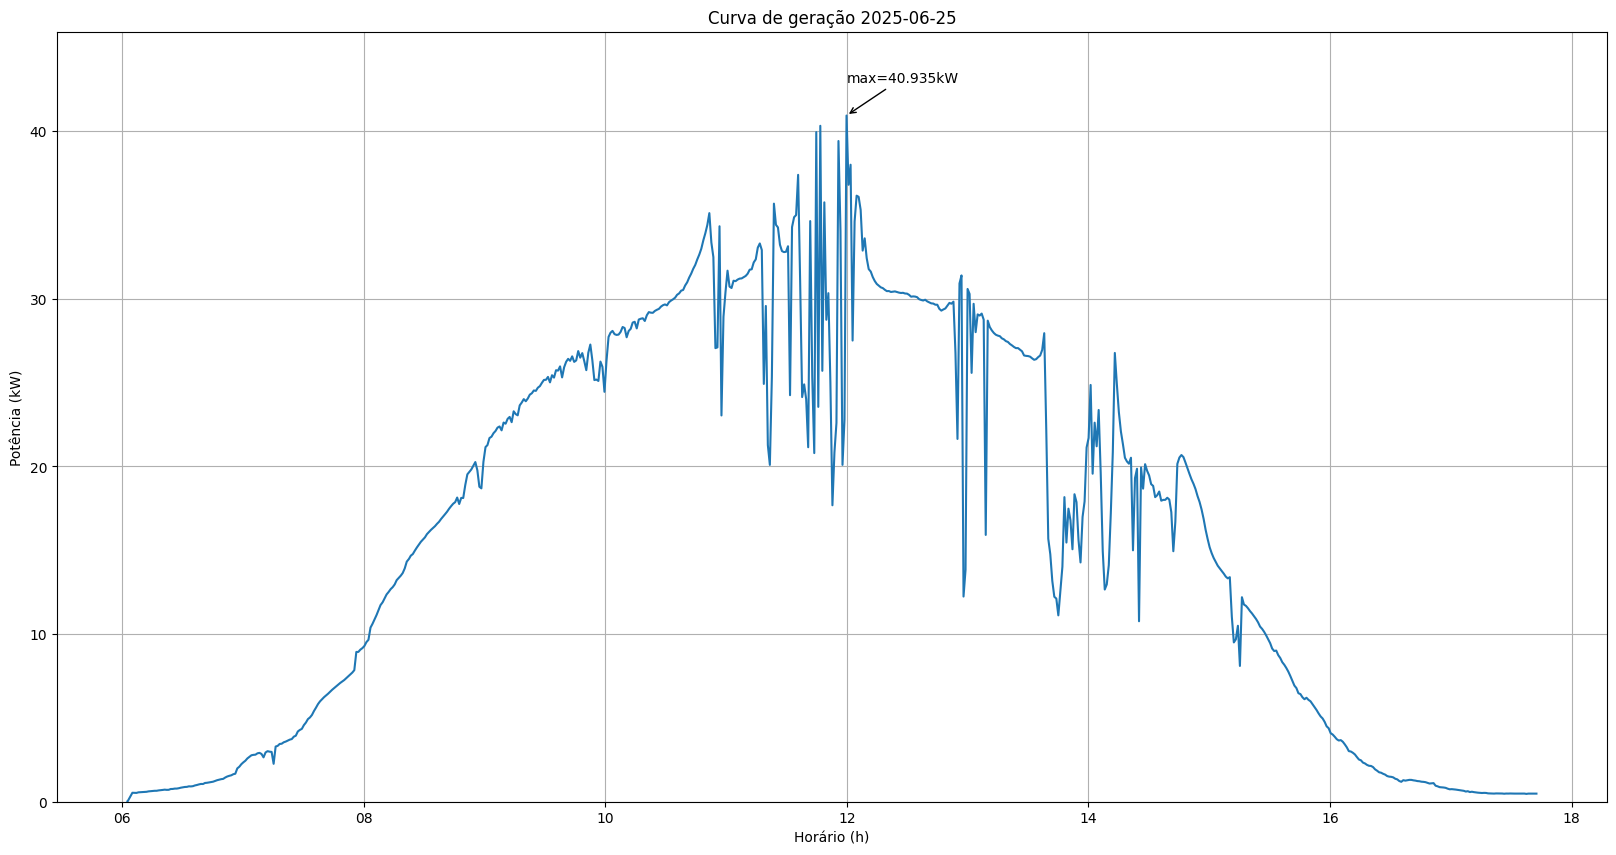 Curva de geração 2025-06-25
max=40.935kW
Potência (kW)
40
30
20
10
0
06 08 10 12 14 16 18
Horário (h)